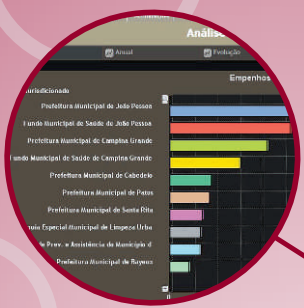 Análise
Anual Evolução
Empenhos
Jurisdicionado
Prefeitura Municipal de João Pessoa
Fundo Municipal de Saúde de João Pessoa
Prefeitura Municipal de Campina Grande
Fundo Municipal de Saúde de Campina Grande
Prefeitura Municipal de Cabedelo
Prefeitura Municipal de Patos
Prefeitura Municipal de Santa Rita
Especial Municipal de Limpeza Urba
de Prev. e Assistência do Município d
Prefeitura Municipal de Bayeux
0